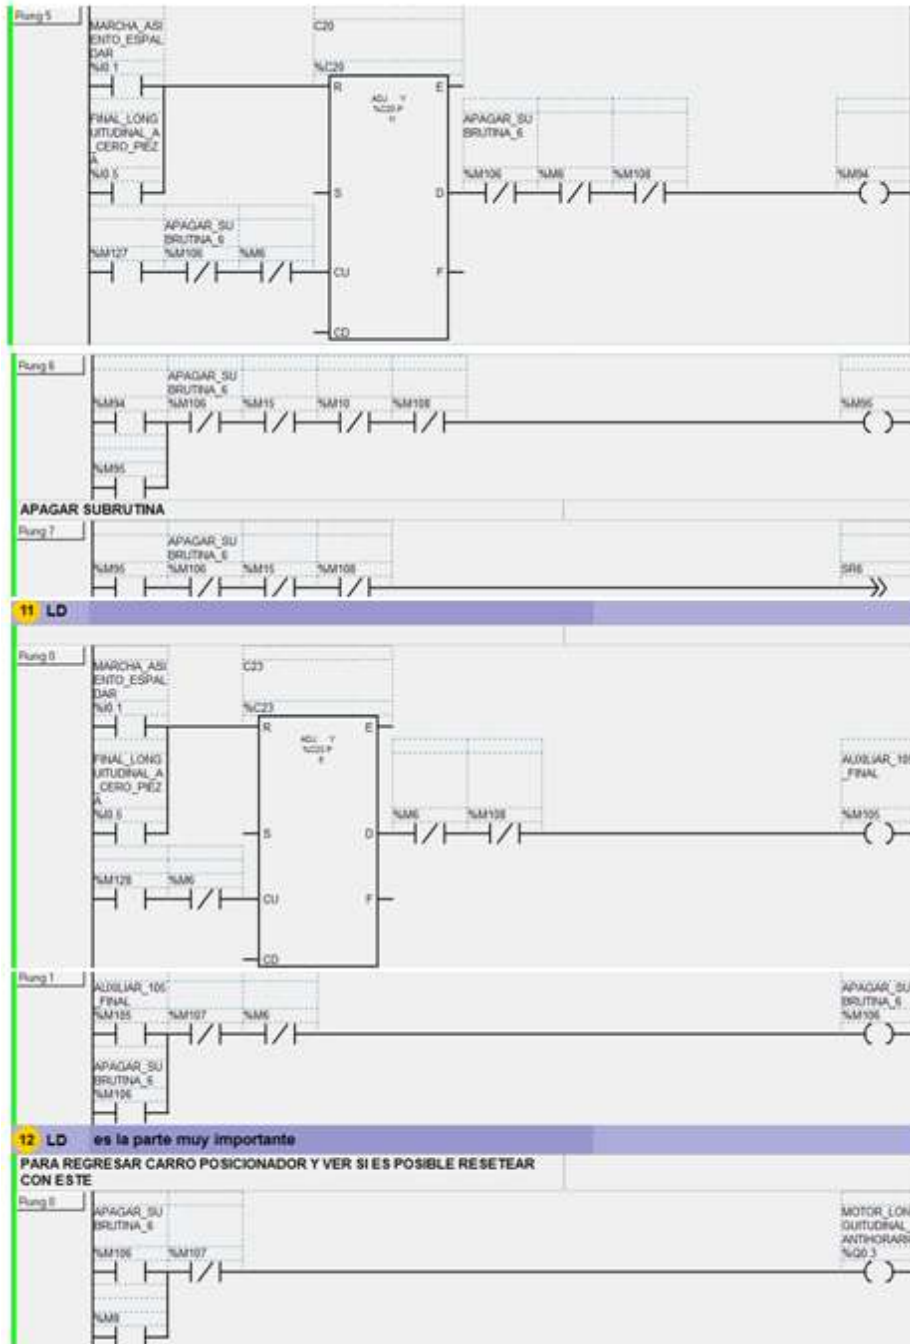 Rung 5
MARCHA_ASI
ENTO_ESPAL
DAR
%I0.1
C20
%C20
R
E
ADJ Y
%C20.P
FINAL_LONG
UITUDINAL_A
_CERO_PIEZ
A
%I0.5
S
D
APAGAR_SU
BRUTINA_6
%M106
%M6
%M108
%M94
APAGAR_SU
BRUTINA_6
%M127
%M106
%M6
CU
F
CD
Rung 6
APAGAR_SU
BRUTINA_6
%M94
%M106
%M15
%M10
%M108
%M95
%M95
APAGAR SUBRUTINA
Rung 7
APAGAR_SU
BRUTINA_6
%M95
%M106
%M15
%M108
SR6
11 LD
Rung 0
MARCHA_ASI
ENTO_ESPAL
DAR
%I0.1
C23
%C23
R
E
ADJ Y
FINAL_LONG
UITUDINAL_A
_CERO_PIEZ
A
%I0.5
S
D
%M6
%M108
AUXILIAR_105
_FINAL
%M105
%M128
%M6
CU
F
CD
Rung 1
AUXILIAR_105
_FINAL
%M105
%M107
%M6
APAGAR_SU
BRUTINA_6
%M106
APAGAR_SU
BRUTINA_6
%M106
12 LD es la parte muy importante
PARA REGRESAR CARRO POSICIONADOR Y VER SI ES POSIBLE RESETEAR
CON ESTE
Rung 0
APAGAR_SU
BRUTINA_6
%M106
%M107
MOTOR_LON
GUITUDINAL_
ANTIHORARI
%Q0.3